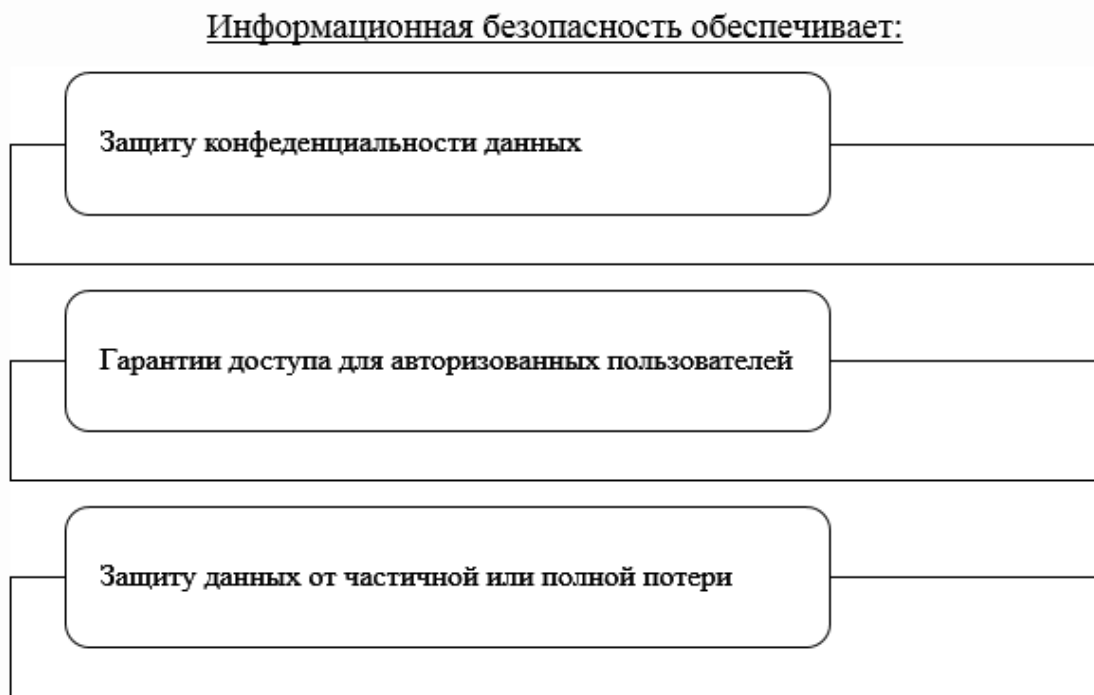 Информационная безопасность обеспечивает:
Защиту конфеденциальности данных
Гарантии доступа для авторизованных пользователей
Защиту данных от частичной или полной потери